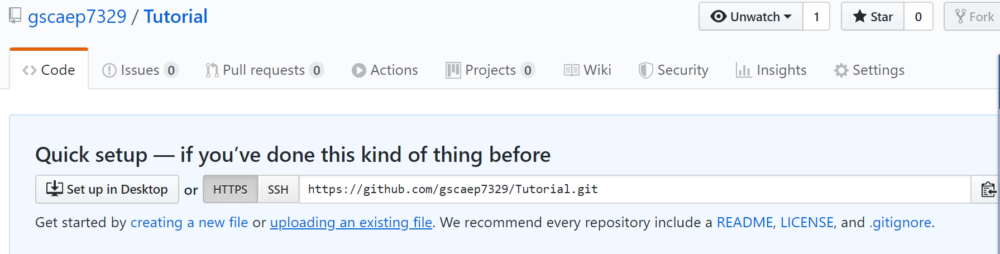 gscaep7329 / Tutorial
Unwatch 1 Star 0 Fork
Code Issues 0 Pull requests 0 Actions Projects 0 Wiki Security Insights Settings
Quick setup — if you’ve done this kind of thing before
Set up in Desktop or HTTPS SSH https://github.com/gscaep7329/Tutorial.git
Get started by creating a new file or uploading an existing file. We recommend every repository include a README, LICENSE, and .gitignore.